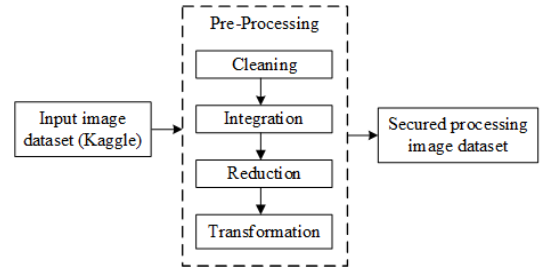 Pre-Processing
Cleaning
Input image
dataset (Kaggle)
Integration
Secured processing
image dataset
Reduction
Transformation